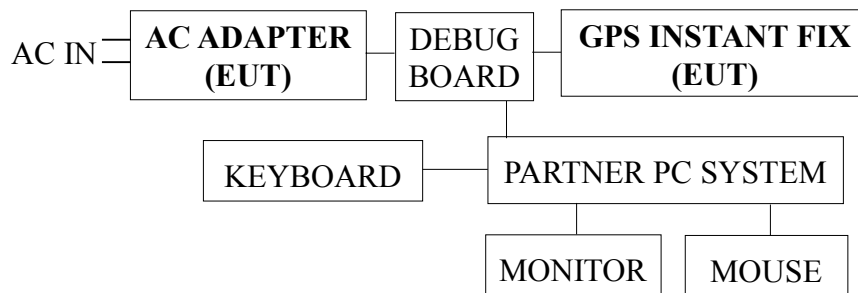 AC IN
AC ADAPTER
(EUT)
DEBUG
BOARD
GPS INSTANT FIX
(EUT)
KEYBOARD
PARTNER PC SYSTEM
MONITOR
MOUSE